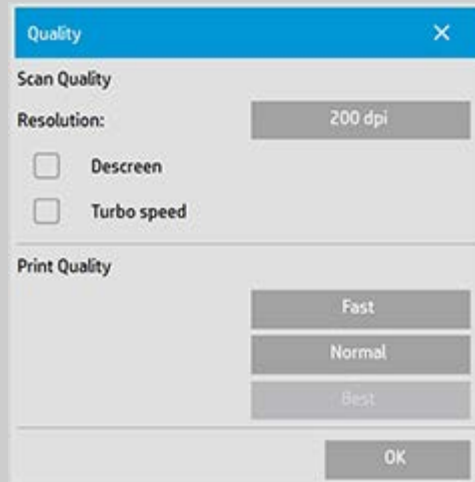 Quality
Scan Quality
Resolution: 200 dpi
Descreen
Turbo speed
Print Quality
Fast
Normal
Best
OK